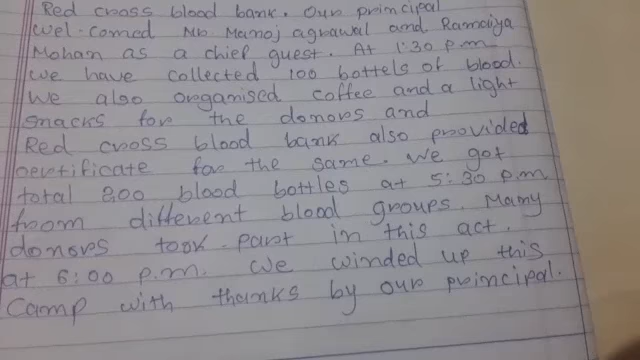 Red cross blood bank. Our principal
wel-comed Mr Manoj agrawal and Ramaiya
Mohan as a chief guest. At 1:30 p.m
we have collected 100 bottels of blood.
We also organised coffee and a light
snacks for the donors and
Red cross blood bank also provided
certificate for the same. We got
total 200 blood bottles at 5:30 p.m
from different blood groups. Many
donors took part in this act.
at 6:00 p.m. we winded up this
Camp with thanks by our principal.